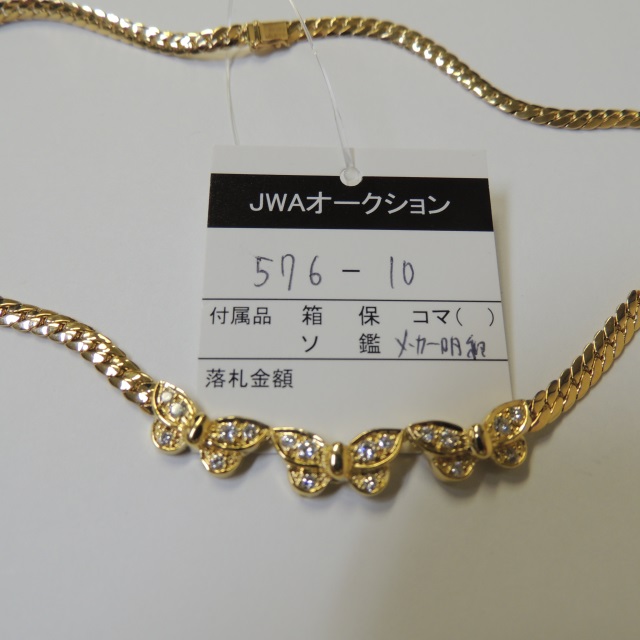 JWAオークション
576-10
付属品 箱 保 コマ( )
ソ 鑑 メーカー明細
落札金額